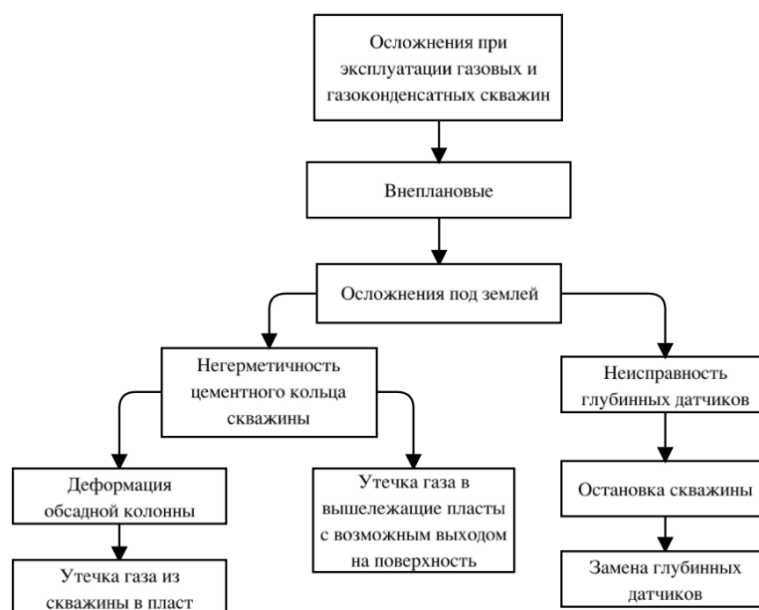 Осложнения при
эксплуатации газовых и
газоконденсатных скважин
Внеплановые
Осложнения под землей
Негерметичность
цементного кольца
скважины
Неисправность
глубинных датчиков
Деформация
обсадной колонны
Утечка газа в
вышележащие пласты
с возможным выходом
на поверхность
Остановка скважины
Утечка газа из
скважины в пласт
Замена глубинных
датчиков